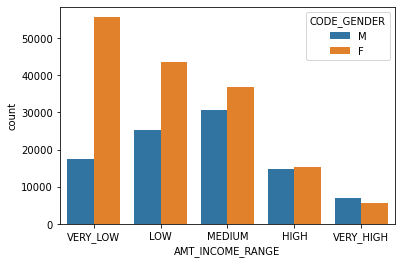 CODE_GENDER
M
F
50000
40000
30000
20000
10000
0
count
VERY_LOW LOW MEDIUM HIGH VERY_HIGH
AMT_INCOME_RANGE